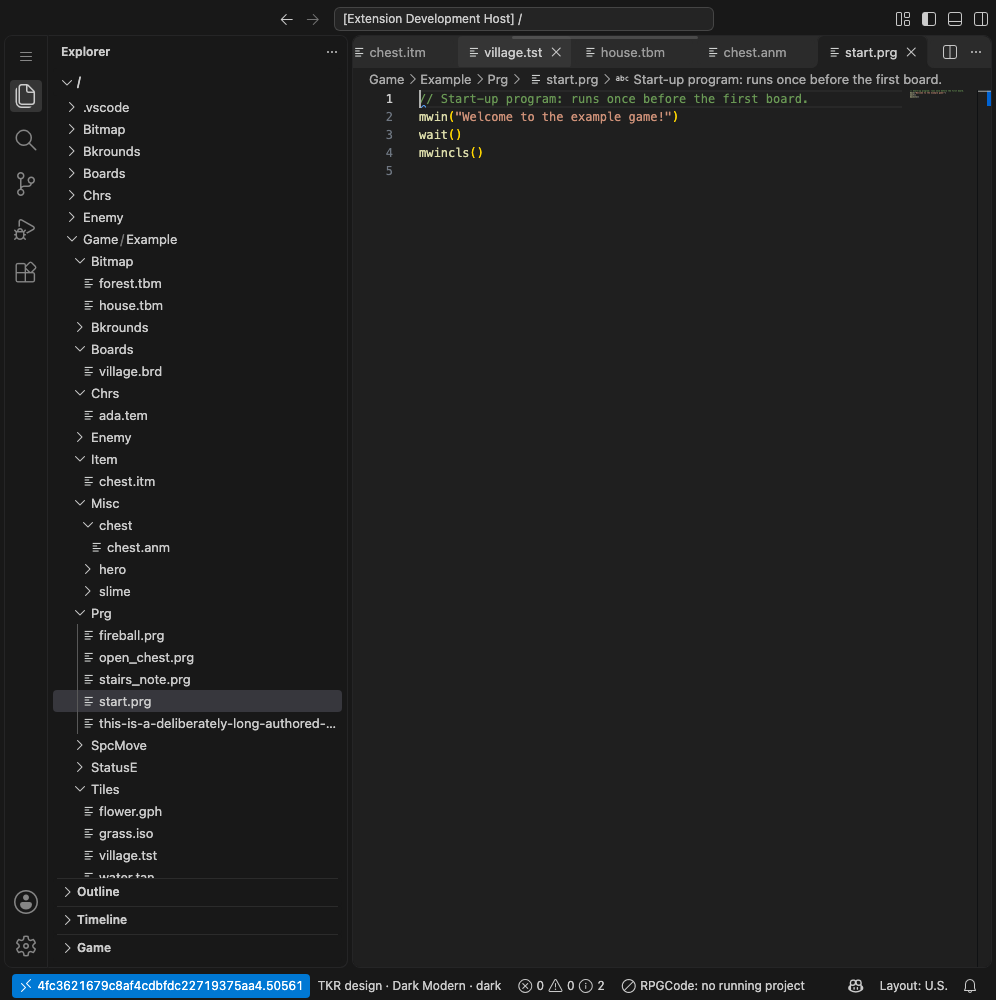 [Extension Development Host] /
Explorer
/
.vscode
Bitmap
Bkrounds
Boards
Chrs
Enemy
Game/Example
Bitmap
forest.tbm
house.tbm
Bkrounds
Boards
village.brd
Chrs
ada.tem
Enemy
Item
chest.itm
Misc
chest
chest.anm
hero
slime
Prg
fireball.prg
open_chest.prg
stairs_note.prg
start.prg
this-is-a-deliberately-long-authored-...
SpcMove
StatusE
Tiles
flower.gph
grass.iso
village.tst
water.tan
Outline
Timeline
Game
chest.itm village.tst house.tbm chest.anm start.prg
Game > Example > Prg > start.prg > abc Start-up program: runs once before the first board.
1 // Start-up program: runs once before the first board.
2 mwin("Welcome to the example game!")
3 wait()
4 mwincls()
5
4fc3621679c8af4cdbfdc22719375aa4.50561 TKR design · Dark Modern · dark 0 0 2 RPGCode: no running project Layout: U.S.